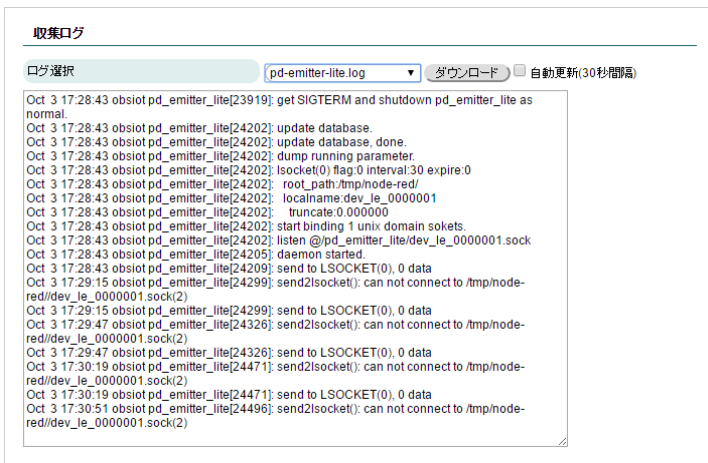 収集ログ
ログ選択 pd-emitter-lite.log ダウンロード 自動更新(30秒間隔)
Oct 3 17:28:43 obsiot pd_emitter_lite[23919]: get SIGTERM and shutdown pd_emitter_lite as
normal.
Oct 3 17:28:43 obsiot pd_emitter_lite[24202]: update database.
Oct 3 17:28:43 obsiot pd_emitter_lite[24202]: update database, done.
Oct 3 17:28:43 obsiot pd_emitter_lite[24202]: dump running parameter.
Oct 3 17:28:43 obsiot pd_emitter_lite[24202]: lsocket(0) flag:0 interval:30 expire:0
Oct 3 17:28:43 obsiot pd_emitter_lite[24202]: root_path:/tmp/node-red/
Oct 3 17:28:43 obsiot pd_emitter_lite[24202]: localname:dev_le_0000001
Oct 3 17:28:43 obsiot pd_emitter_lite[24202]: truncate:0.000000
Oct 3 17:28:43 obsiot pd_emitter_lite[24202]: start binding 1 unix domain sokets.
Oct 3 17:28:43 obsiot pd_emitter_lite[24202]: listen @/pd_emitter_lite/dev_le_0000001.sock
Oct 3 17:28:43 obsiot pd_emitter_lite[24205]: daemon started.
Oct 3 17:28:43 obsiot pd_emitter_lite[24209]: send to LSOCKET(0), 0 data
Oct 3 17:29:15 obsiot pd_emitter_lite[24299]: send2lsocket(): can not connect to /tmp/node-
red//dev_le_0000001.sock(2)
Oct 3 17:29:15 obsiot pd_emitter_lite[24299]: send to LSOCKET(0), 0 data
Oct 3 17:29:47 obsiot pd_emitter_lite[24326]: send2lsocket(): can not connect to /tmp/node-
red//dev_le_0000001.sock(2)
Oct 3 17:29:47 obsiot pd_emitter_lite[24326]: send to LSOCKET(0), 0 data
Oct 3 17:30:19 obsiot pd_emitter_lite[24471]: send2lsocket(): can not connect to /tmp/node-
red//dev_le_0000001.sock(2)
Oct 3 17:30:19 obsiot pd_emitter_lite[24471]: send to LSOCKET(0), 0 data
Oct 3 17:30:51 obsiot pd_emitter_lite[24496]: send2lsocket(): can not connect to /tmp/node-
red//dev_le_0000001.sock(2)